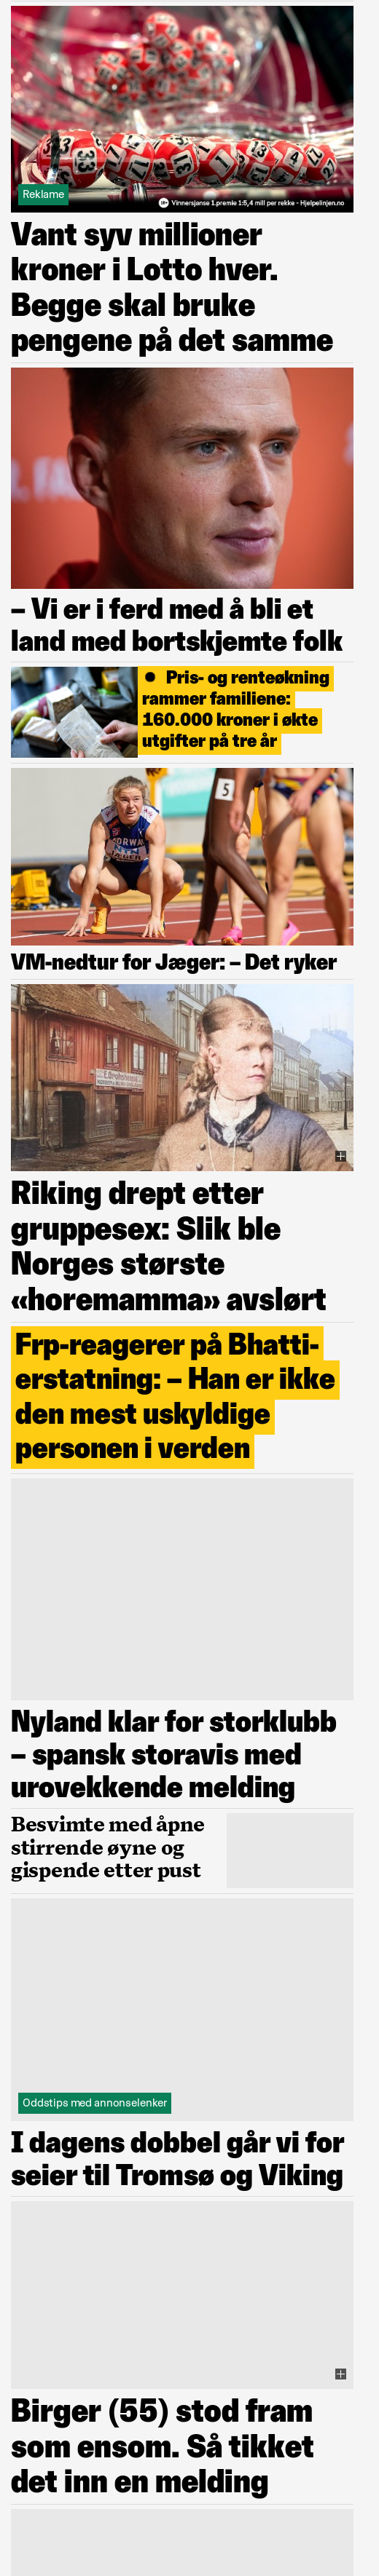 Reklame
18+ Vinnersjanse 1.premie 1:5,4 mill per rekke - Hjelpelinjen.no
Vant syv millioner
kroner i Lotto hver.
Begge skal bruke
pengene på det samme
– Vi er i ferd med å bli et
land med bortskjemte folk
Pris- og renteøkning
rammer familiene:
160.000 kroner i økte
utgifter på tre år
5
NORWAY
JÆGER
VM-nedtur for Jæger: – Det ryker
Riking drept etter
gruppesex: Slik ble
Norges største
«horemamma» avslørt
Frp-reagerer på Bhatti-
erstatning: – Han er ikke
den mest uskyldige
personen i verden
Nyland klar for storklubb
– spansk storavis med
urovekkende melding
Besvimte med åpne
stirrende øyne og
gispende etter pust
Oddstips med annonselenker
I dagens dobbel går vi for
seier til Tromsø og Viking
Birger (55) stod fram
som ensom. Så tikket
det inn en melding